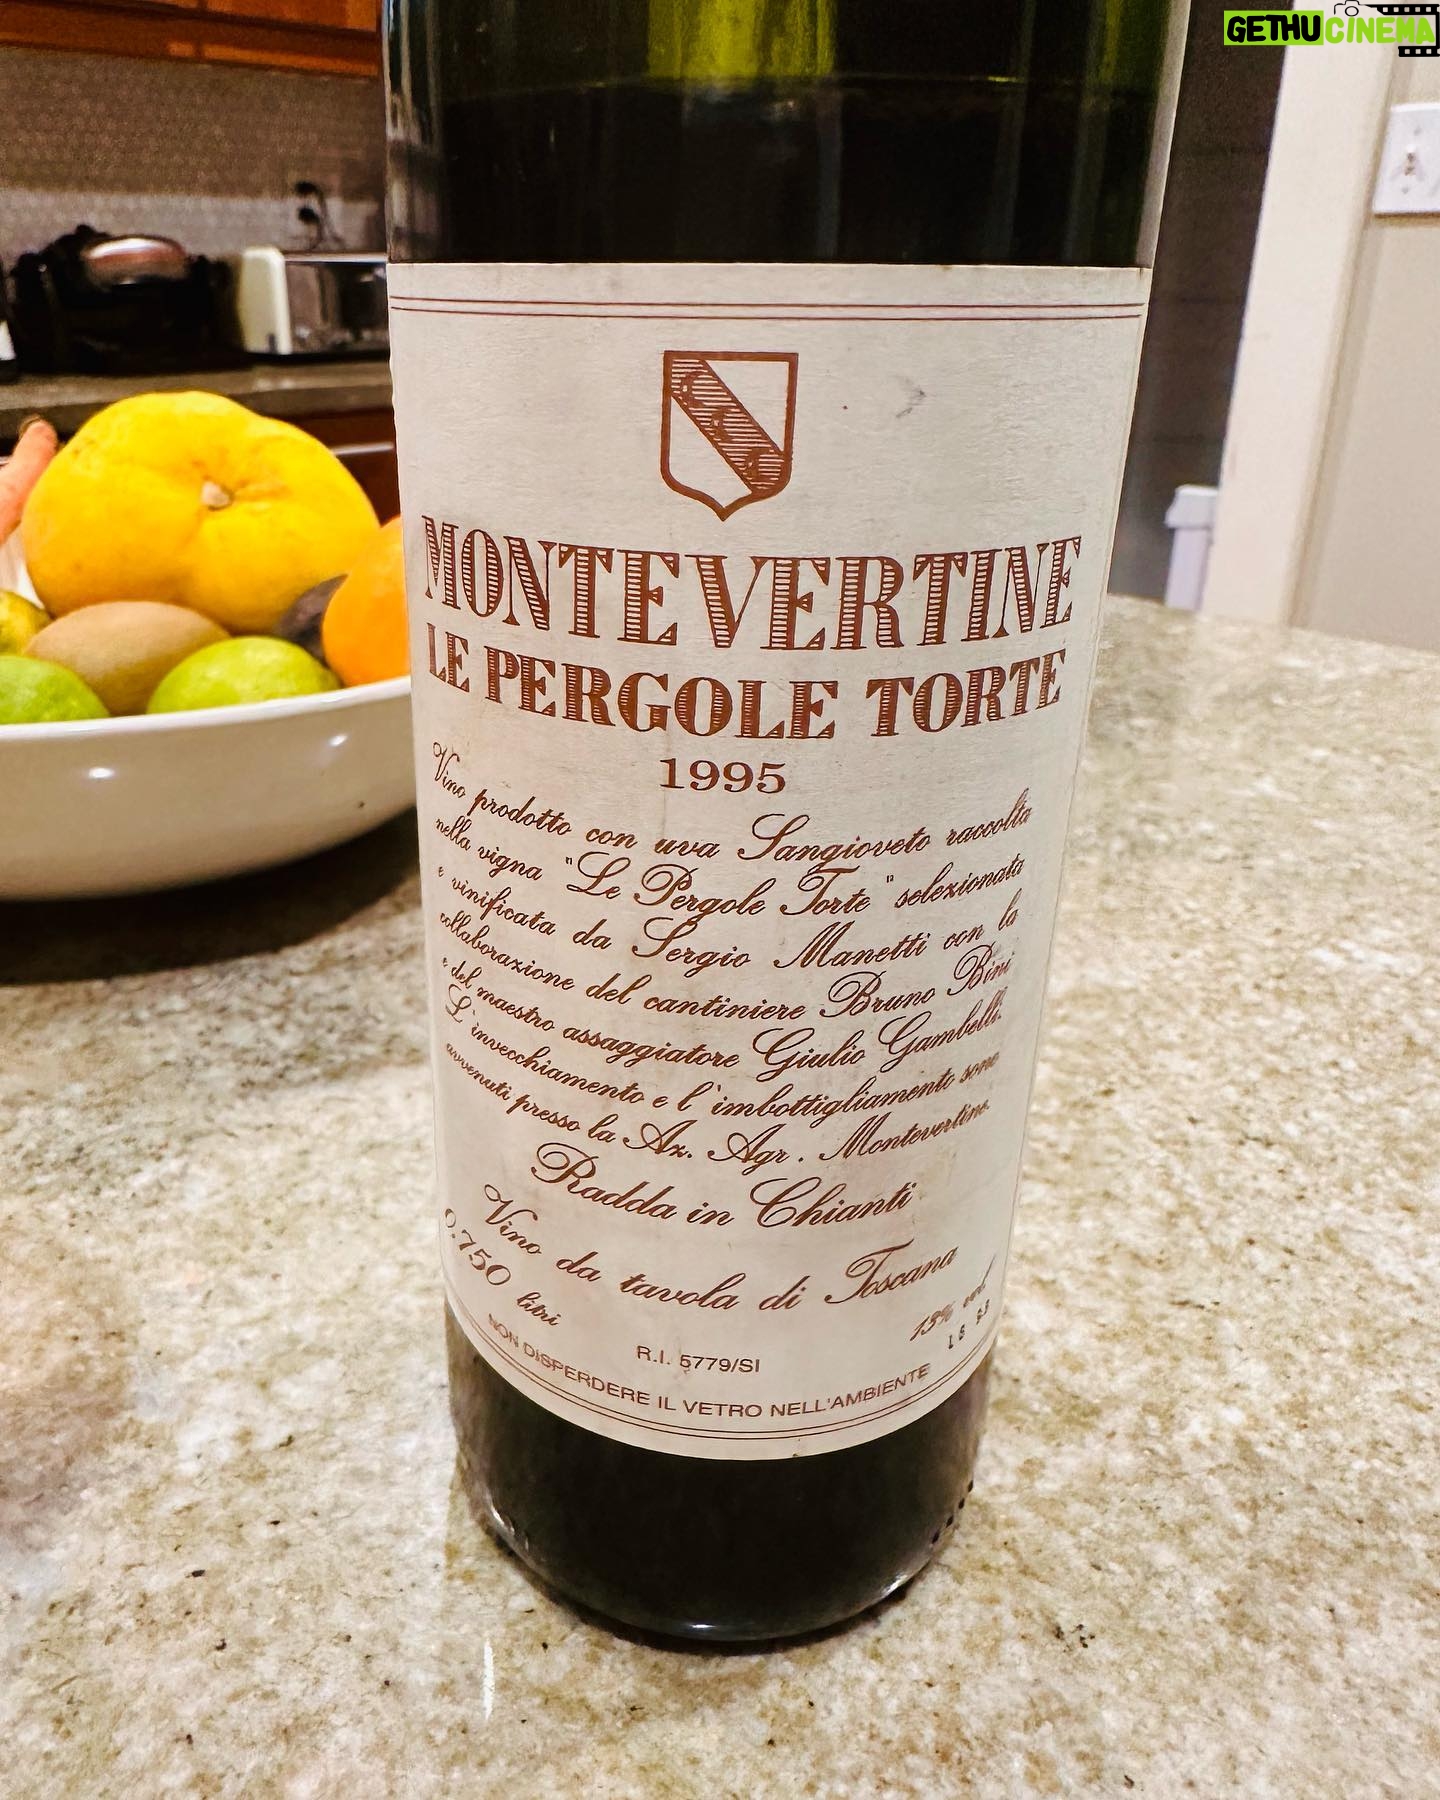 GETHUCINEMA
MONTEVERTINE
LE PERGOLE TORTE
1995
Vino prodotto con uva Sangioveto raccolta
nella vigna "Le Pergole Torte" selezionata
e vinificata da Sergio Manetti con la
collaborazione del cantiniere Bruno Bini
e del maestro assaggiatore Giulio Gambelli.
L'invecchiamento e l'imbottigliamento sono
avvenuti presso la Az. Agr. Montevertine.
Radda in Chianti
Vino da tavola di Toscana
0.750 litri
13% vol
R.I. 5779/SI
NON DISPERDERE IL VETRO NELL'AMBIENTE